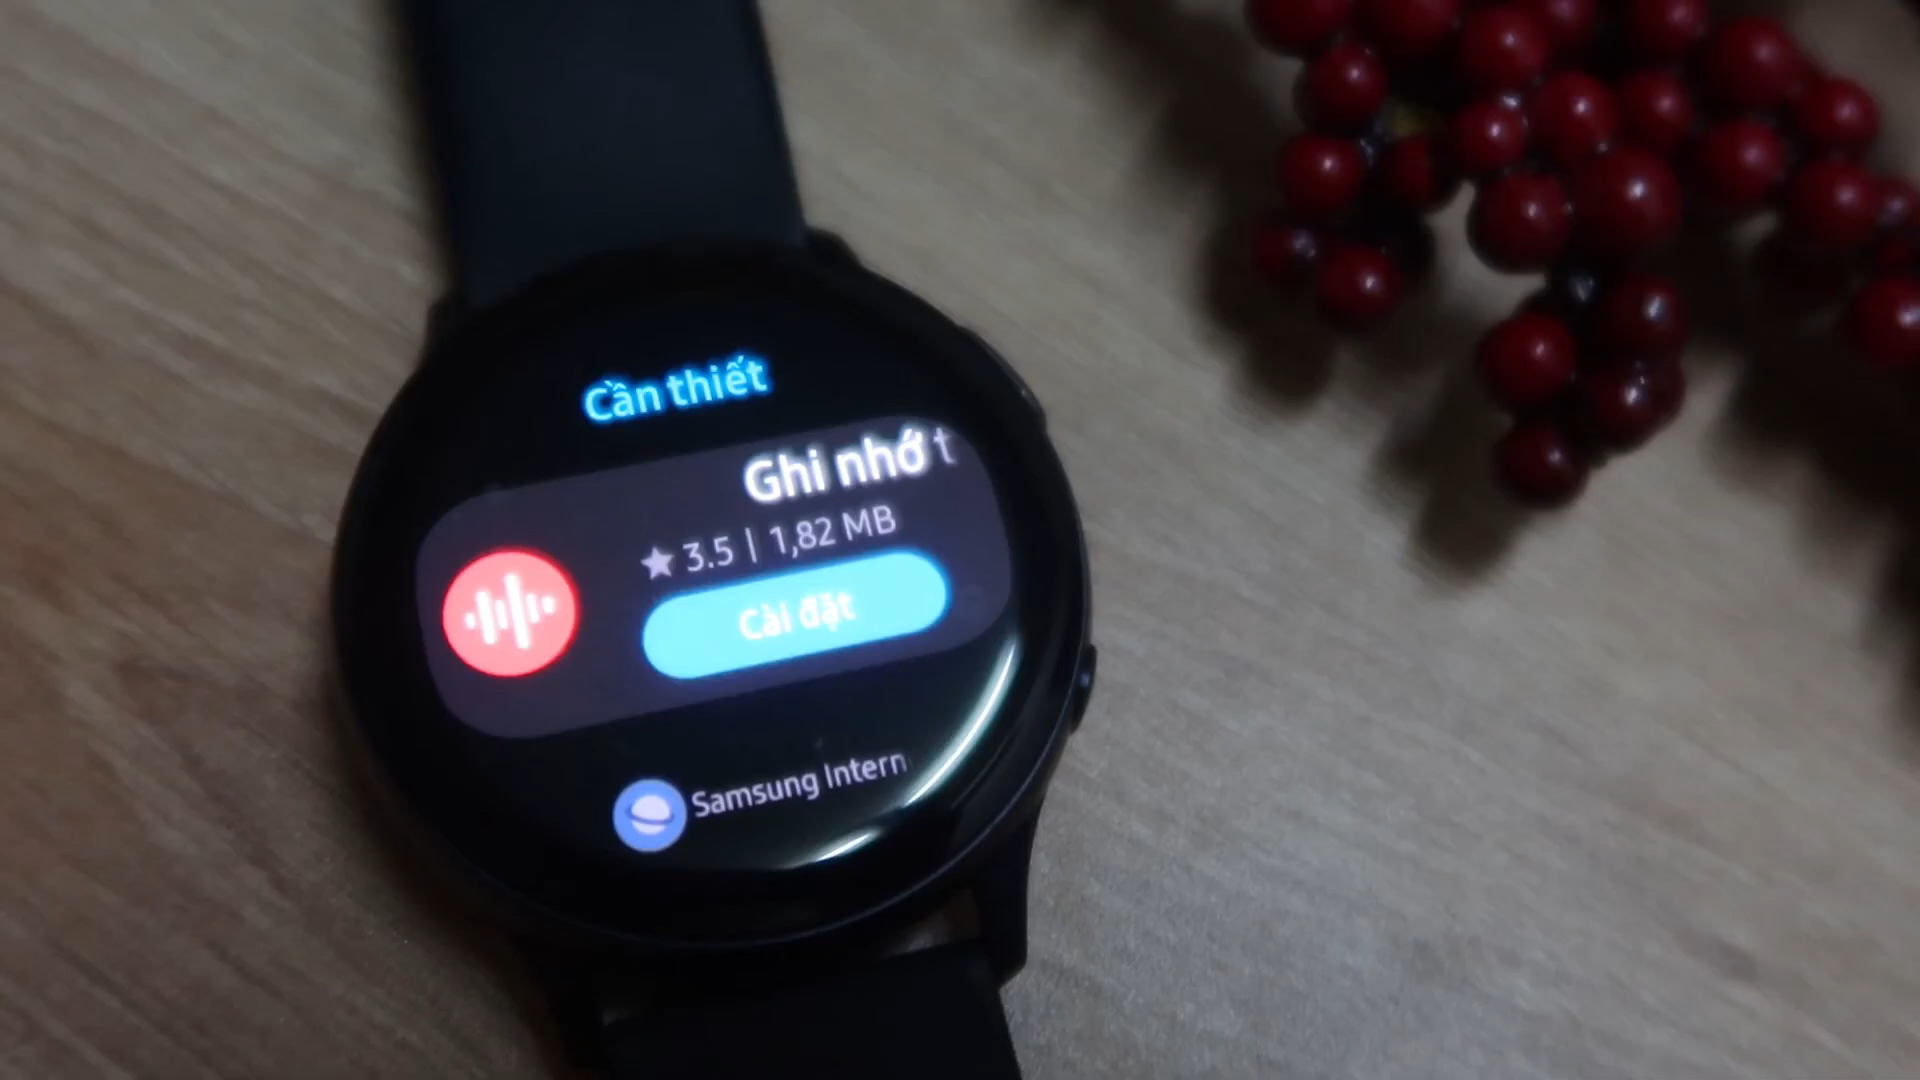 Cần thiết
Ghi nhớ t
★ 3.5 | 1,82 MB
Cài đặt
Samsung Intern